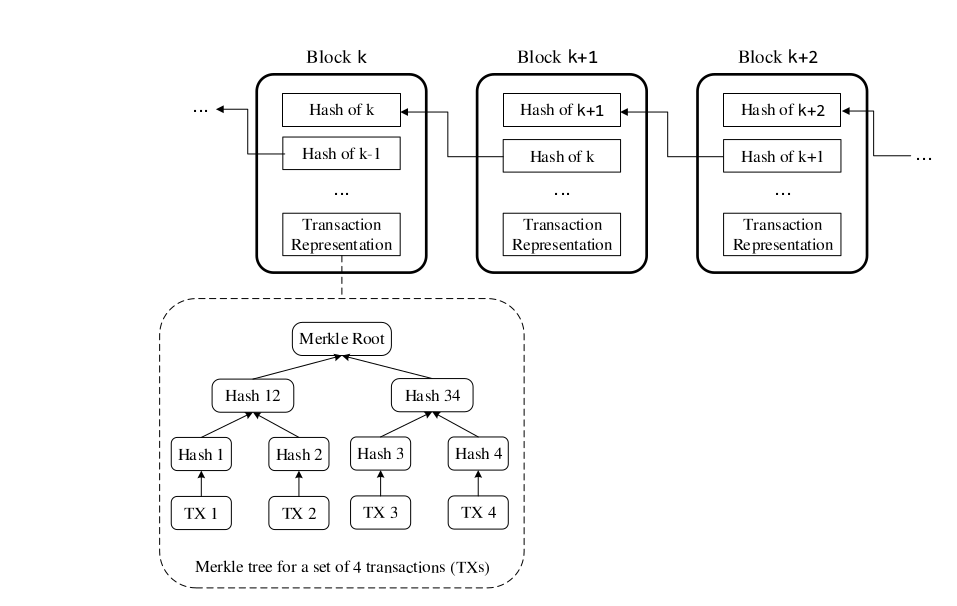 Block k
Block k+1
Block k+2
...
Hash of k
Hash of k+1
Hash of k+2
Hash of k-1
Hash of k
Hash of k+1
...
...
...
...
Transaction
Representation
Transaction
Representation
Transaction
Representation
Merkle Root
Hash 12
Hash 34
Hash 1
Hash 2
Hash 3
Hash 4
TX 1
TX 2
TX 3
TX 4
Merkle tree for a set of 4 transactions (TXs)